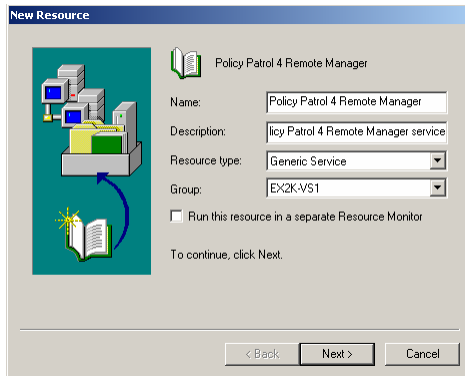 New Resource
Policy Patrol 4 Remote Manager
Name: Policy Patrol 4 Remote Manager
Description: licy Patrol 4 Remote Manager service
Resource type: Generic Service
Group: EX2K-VS1
Run this resource in a separate Resource Monitor
To continue, click Next.
< Back Next > Cancel